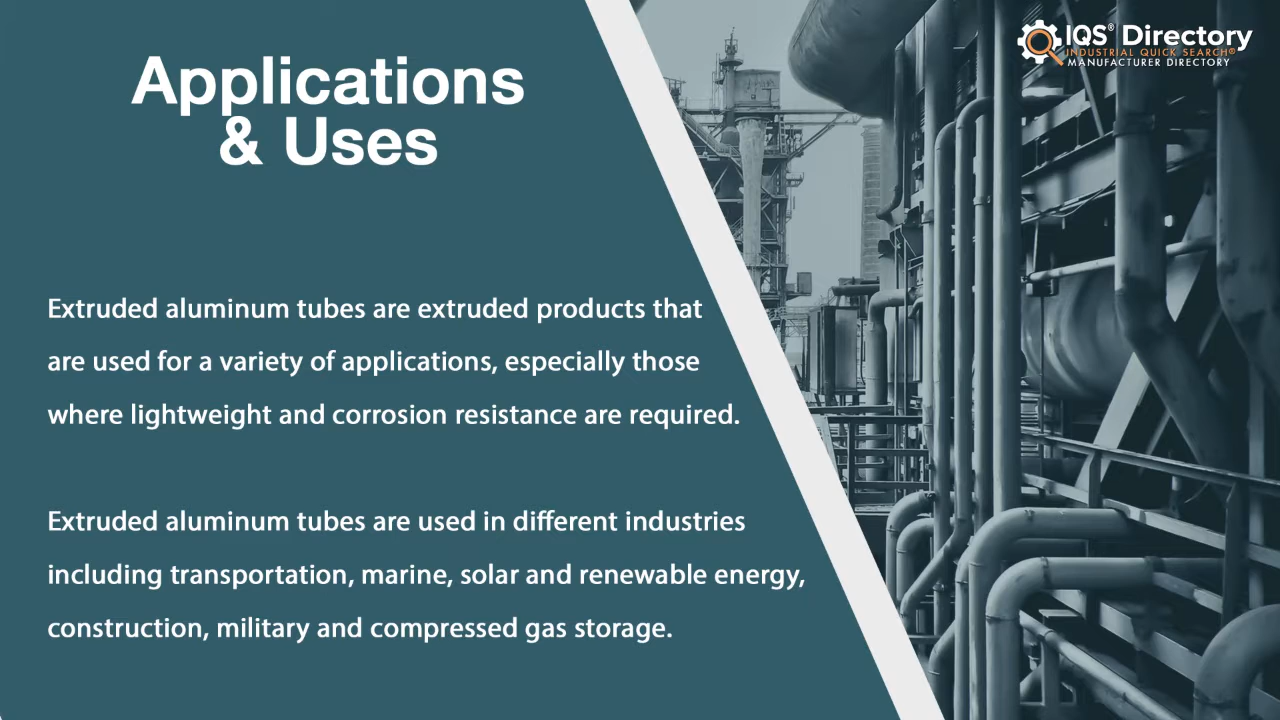 Applications
& Uses
IQS® Directory
INDUSTRIAL QUICK SEARCH®
MANUFACTURER DIRECTORY
Extruded aluminum tubes are extruded products that
are used for a variety of applications, especially those
where lightweight and corrosion resistance are required.
Extruded aluminum tubes are used in different industries
including transportation, marine, solar and renewable energy,
construction, military and compressed gas storage.